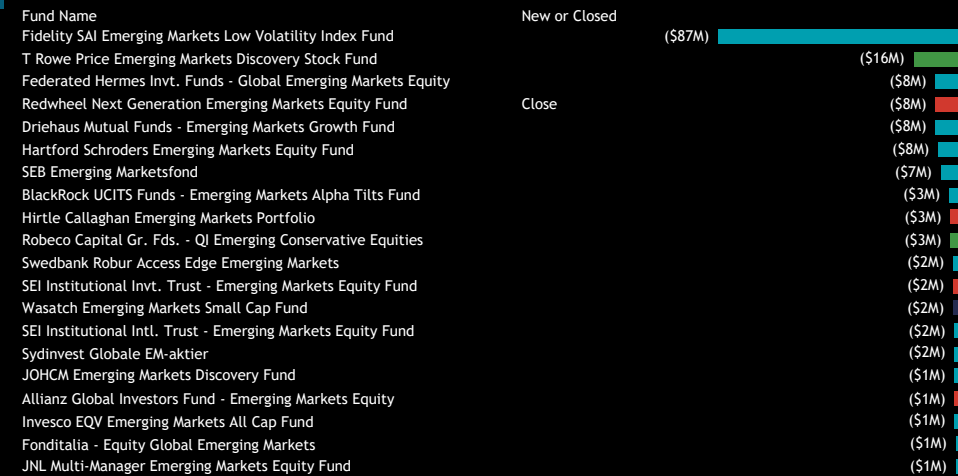 Fund Name New or Closed
Fidelity SAI Emerging Markets Low Volatility Index Fund ($87M)
T Rowe Price Emerging Markets Discovery Stock Fund ($16M)
Federated Hermes Invt. Funds - Global Emerging Markets Equity ($8M)
Redwheel Next Generation Emerging Markets Equity Fund Close ($8M)
Driehaus Mutual Funds - Emerging Markets Growth Fund ($8M)
Hartford Schroders Emerging Markets Equity Fund ($8M)
SEB Emerging Marketsfond ($7M)
BlackRock UCITS Funds - Emerging Markets Alpha Tilts Fund ($3M)
Hirtle Callaghan Emerging Markets Portfolio ($3M)
Robeco Capital Gr. Fds. - QI Emerging Conservative Equities ($3M)
Swedbank Robur Access Edge Emerging Markets ($2M)
SEI Institutional Invt. Trust - Emerging Markets Equity Fund ($2M)
Wasatch Emerging Markets Small Cap Fund ($2M)
SEI Institutional Intl. Trust - Emerging Markets Equity Fund ($2M)
Sydinvest Globale EM-aktier ($2M)
JOHCM Emerging Markets Discovery Fund ($1M)
Allianz Global Investors Fund - Emerging Markets Equity ($1M)
Invesco EQV Emerging Markets All Cap Fund ($1M)
Fonditalia - Equity Global Emerging Markets ($1M)
JNL Multi-Manager Emerging Markets Equity Fund ($1M)